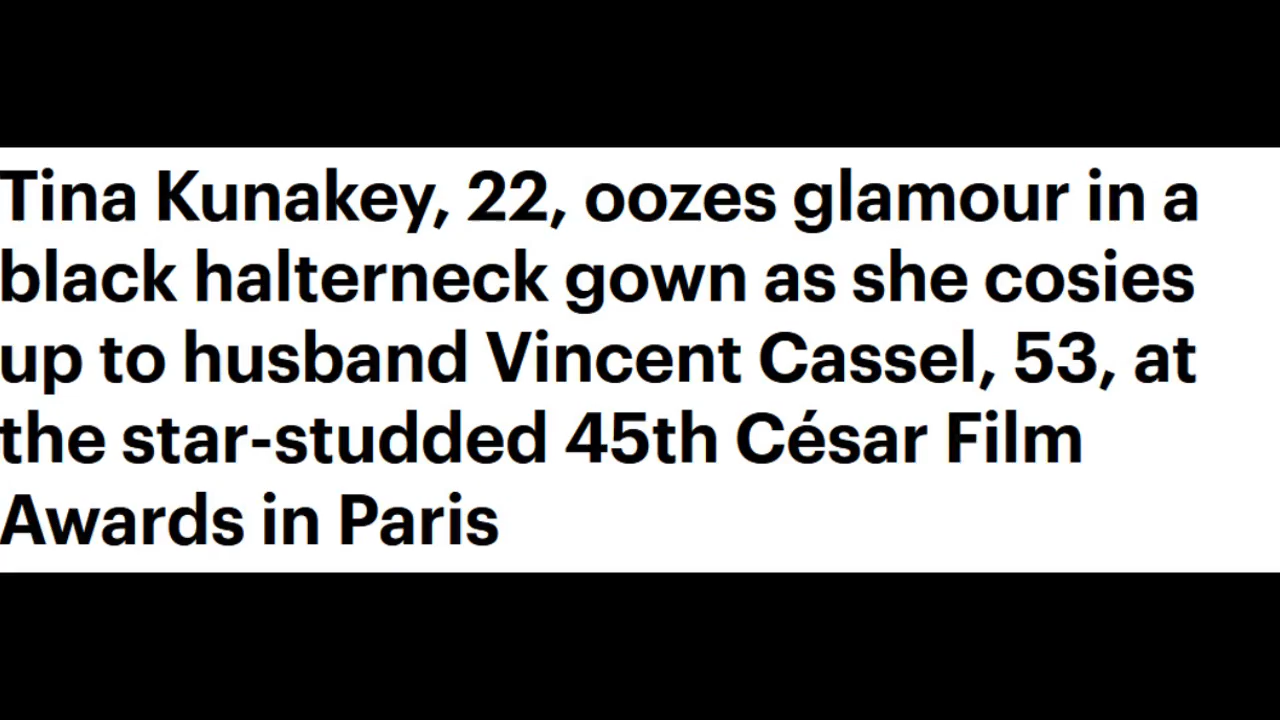 Tina Kunakey, 22, oozes glamour in a
black halterneck gown as she cosies
up to husband Vincent Cassel, 53, at
the star-studded 45th César Film
Awards in Paris